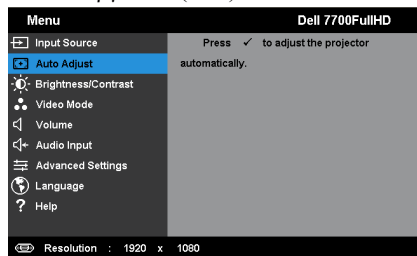 Menu Dell 7700FullHD
Input Source
Press ✓ to adjust the projector
Auto Adjust
automatically.
Brightness/Contrast
Video Mode
Volume
Audio Input
Advanced Settings
Language
? Help
Resolution : 1920 x 1080